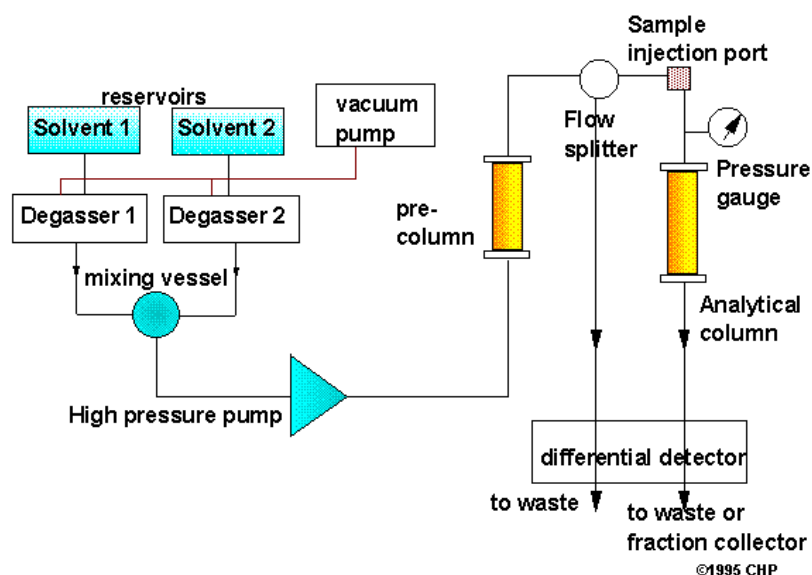 Sample
injection port
reservoirs
Solvent 1
Solvent 2
vacuum
pump
Flow
splitter
Degasser 1
Degasser 2
pre-
column
Pressure
gauge
mixing vessel
Analytical
column
High pressure pump
differential detector
to waste
to waste or
fraction collector
©1995 CHP